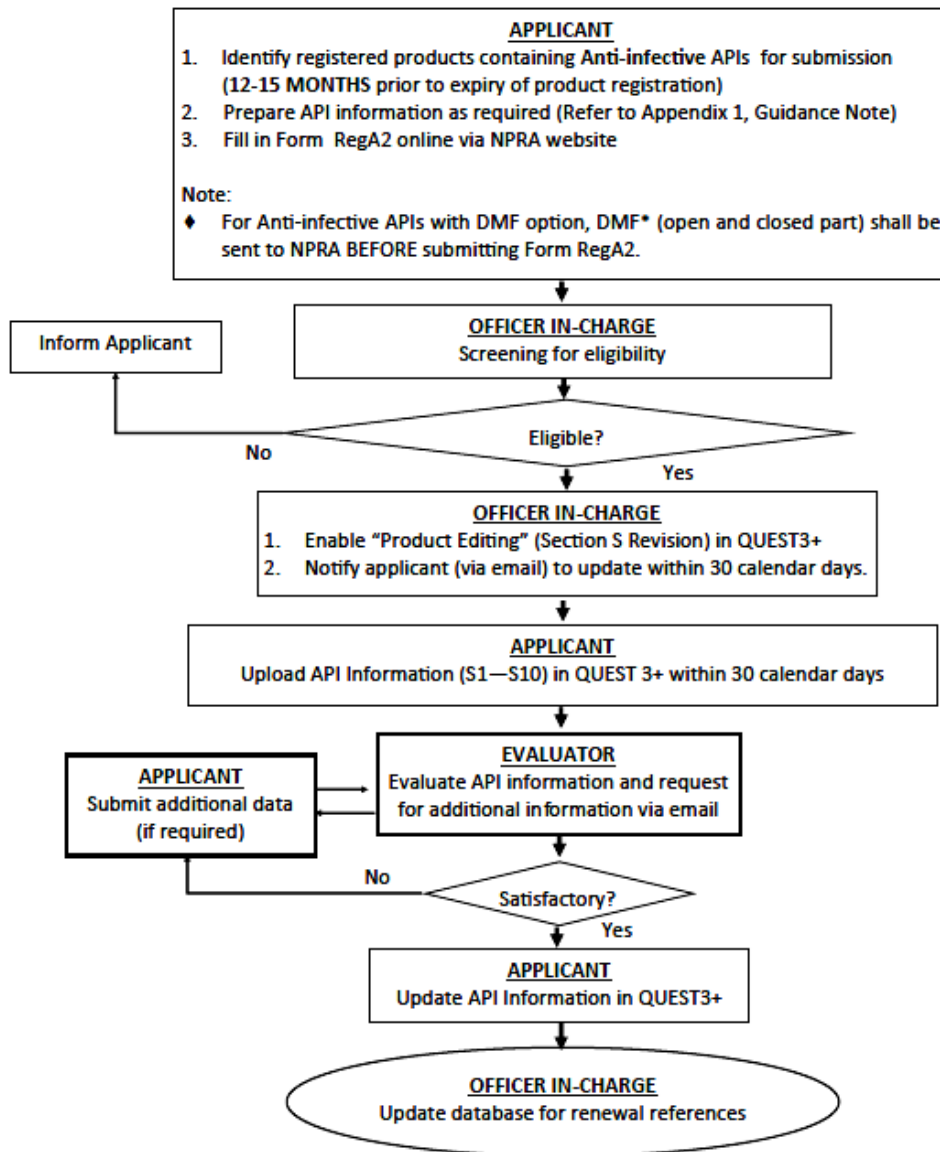 APPLICANT
1. Identify registered products containing Anti-infective APIs for submission
(12-15 MONTHS prior to expiry of product registration)
2. Prepare API information as required (Refer to Appendix 1, Guidance Note)
3. Fill in Form RegA2 online via NPRA website
Note:
♦ For Anti-infective APIs with DMF option, DMF* (open and closed part) shall be
sent to NPRA BEFORE submitting Form RegA2.
OFFICER IN-CHARGE
Screening for eligibility
Inform Applicant
Eligible?
No
Yes
OFFICER IN-CHARGE
1. Enable “Product Editing” (Section S Revision) in QUEST3+
2. Notify applicant (via email) to update within 30 calendar days.
APPLICANT
Upload API Information (S1—S10) in QUEST 3+ within 30 calendar days
EVALUATOR
Evaluate API information and request
for additional information via email
APPLICANT
Submit additional data
(if required)
No
Satisfactory?
Yes
APPLICANT
Update API Information in QUEST3+
OFFICER IN-CHARGE
Update database for renewal references